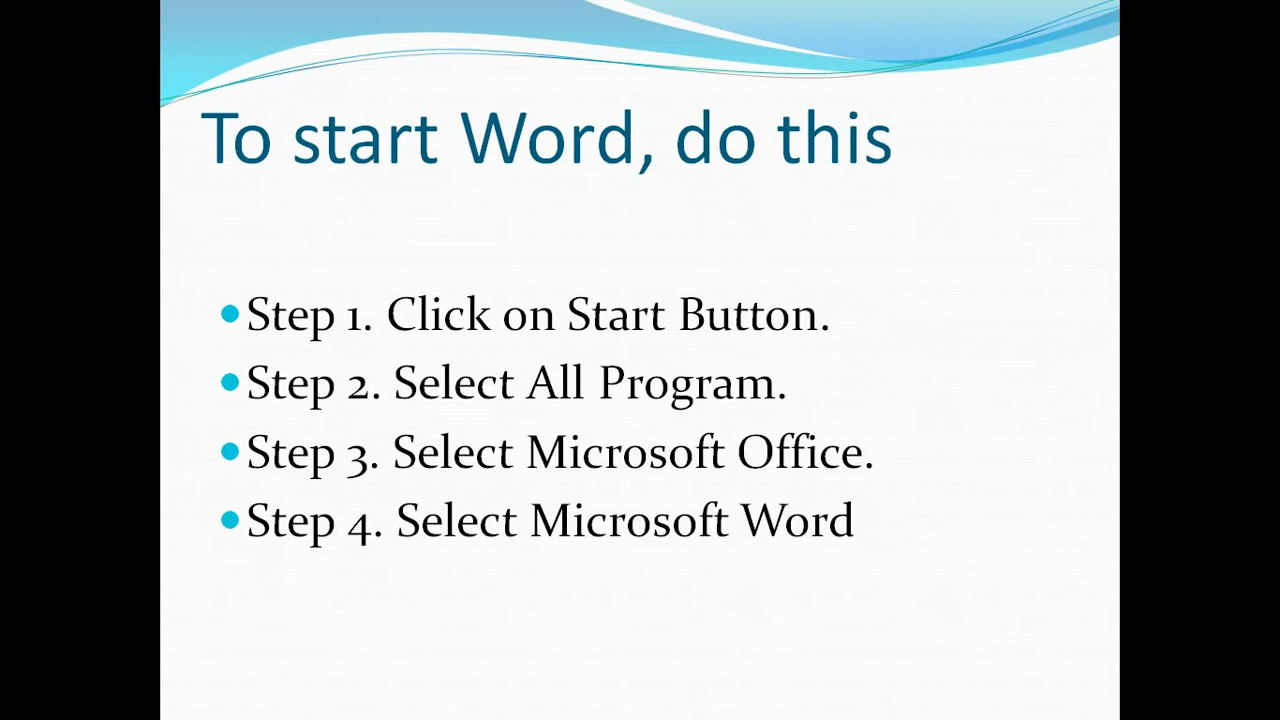 To start Word, do this
Step 1. Click on Start Button.
Step 2. Select All Program.
Step 3. Select Microsoft Office.
Step 4. Select Microsoft Word